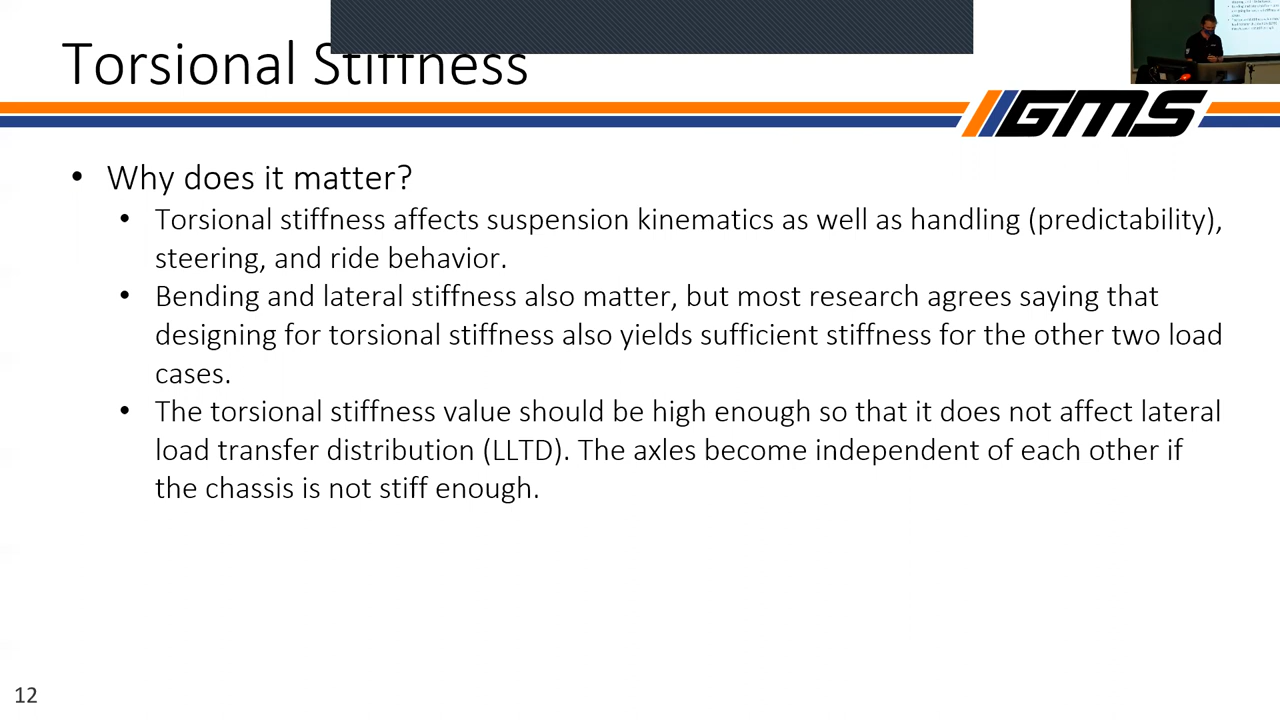 Torsional Stiffness
GMS
• Why does it matter?
• Torsional stiffness affects suspension kinematics as well as handling (predictability),
steering, and ride behavior.
• Bending and lateral stiffness also matter, but most research agrees saying that
designing for torsional stiffness also yields sufficient stiffness for the other two load
cases.
• The torsional stiffness value should be high enough so that it does not affect lateral
load transfer distribution (LLTD). The axles become independent of each other if
the chassis is not stiff enough.
12